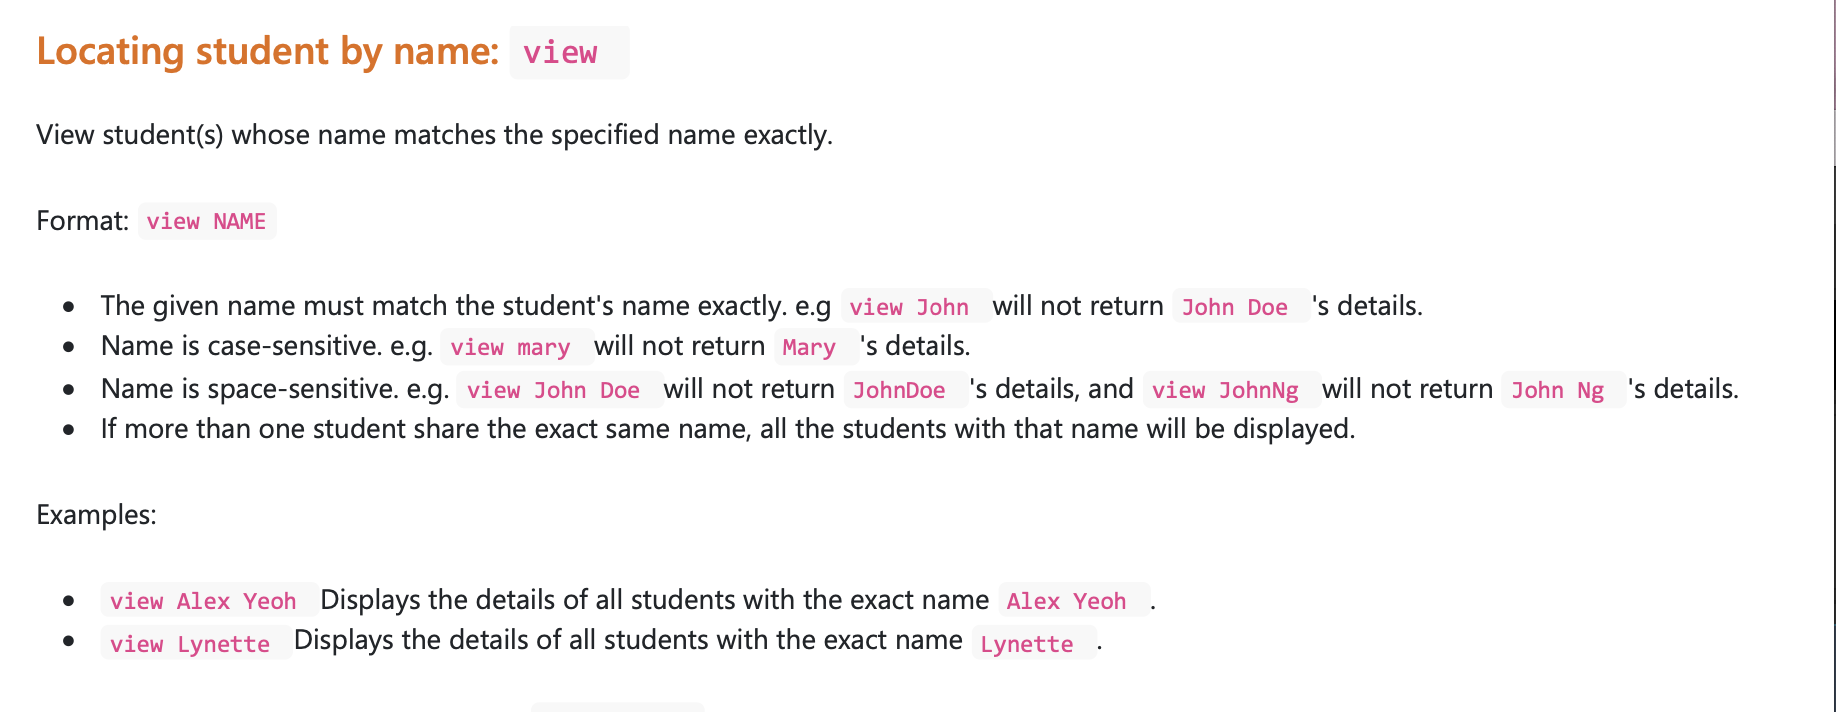 Locating student by name: view
View student(s) whose name matches the specified name exactly.
Format: view NAME
• The given name must match the student's name exactly. e.g view John will not return John Doe 's details.
• Name is case-sensitive. e.g. view mary will not return Mary 's details.
• Name is space-sensitive. e.g. view John Doe will not return JohnDoe 's details, and view JohnNg will not return John Ng 's details.
• If more than one student share the exact same name, all the students with that name will be displayed.
Examples:
• view Alex Yeoh Displays the details of all students with the exact name Alex Yeoh .
• view Lynette Displays the details of all students with the exact name Lynette .